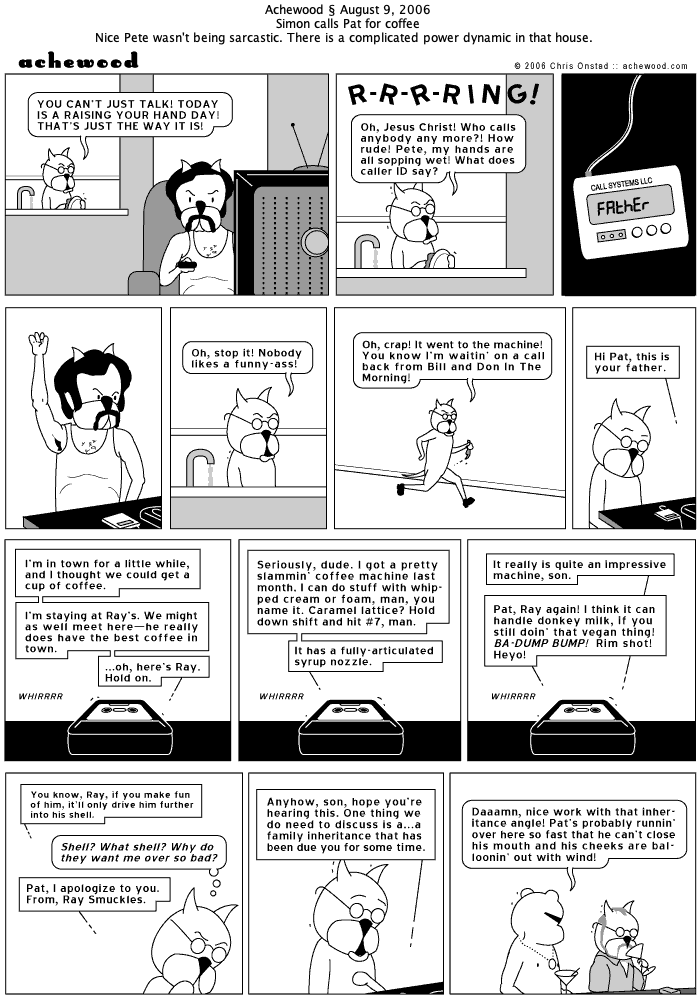 Achewood § August 9, 2006
Simon calls Pat for coffee
Nice Pete wasn't being sarcastic. There is a complicated power dynamic in that house.
achewood
© 2006 Chris Onstad :: achewood.com
YOU CAN'T JUST TALK! TODAY
IS A RAISING YOUR HAND DAY!
THAT'S JUST THE WAY IT IS!
R-R-R-RING!
Oh, Jesus Christ! Who calls
anybody any more?! How
rude! Pete, my hands are
all sopping wet! What does
caller ID say?
CALL SYSTEMS LLC
FAthEr
Oh, stop it! Nobody
likes a funny-ass!
Oh, crap! It went to the machine!
You know I'm waitin' on a call
back from Bill and Don In The
Morning!
Hi Pat, this is
your father.
I'm in town for a little while,
and I thought we could get a
cup of coffee.
I'm staying at Ray's. We might
as well meet here—he really
does have the best coffee in
town.
...oh, here's Ray.
Hold on.
WHIRRRR
Seriously, dude. I got a pretty
slammin' coffee machine last
month. I can do stuff with whip-
ped cream or foam, man, you
name it. Caramel lattice? Hold
down shift and hit #7, man.
It has a fully-articulated
syrup nozzle.
WHIRRRR
It really is quite an impressive
machine, son.
Pat, Ray again! I think it can
handle donkey milk, if you
still doin' that vegan thing!
BA-DUMP BUMP! Rim shot!
Heyo!
WHIRRRR
You know, Ray, if you make fun
of him, it'll only drive him further
into his shell.
Shell? What shell? Why do
they want me over so bad?
Pat, I apologize to you.
From, Ray Smuckles.
Anyhow, son, hope you're
hearing this. One thing we
do need to discuss is a...a
family inheritance that has
been due you for some time.
Daaamn, nice work with that inher-
itance angle! Pat's probably runnin'
over here so fast that he can't close
his mouth and his cheeks are bal-
loonin' out with wind!